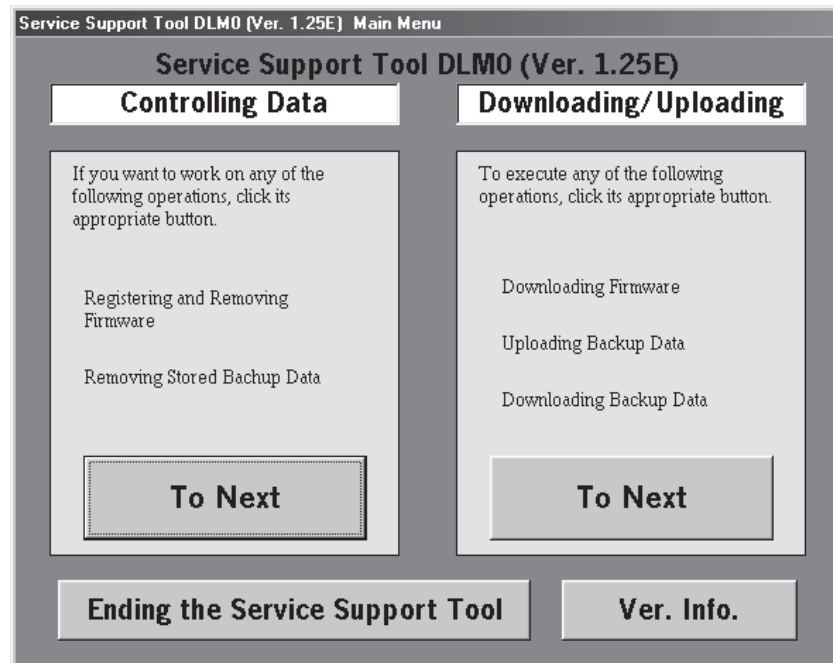 Service Support Tool DLM0 (Ver. 1.25E) Main Menu
Service Support Tool DLM0 (Ver. 1.25E)
Controlling Data
If you want to work on any of the
following operations, click its
appropriate button.
Registering and Removing
Firmware
Removing Stored Bachup Data
To Next
Downloading/Uploading
To execute any of the following
operations, click its appropriate button.
Downloading Firmware
Uploading Backup Data
Downloading Backup Data
To Next
Ending the Service Support Tool
Ver. Info.